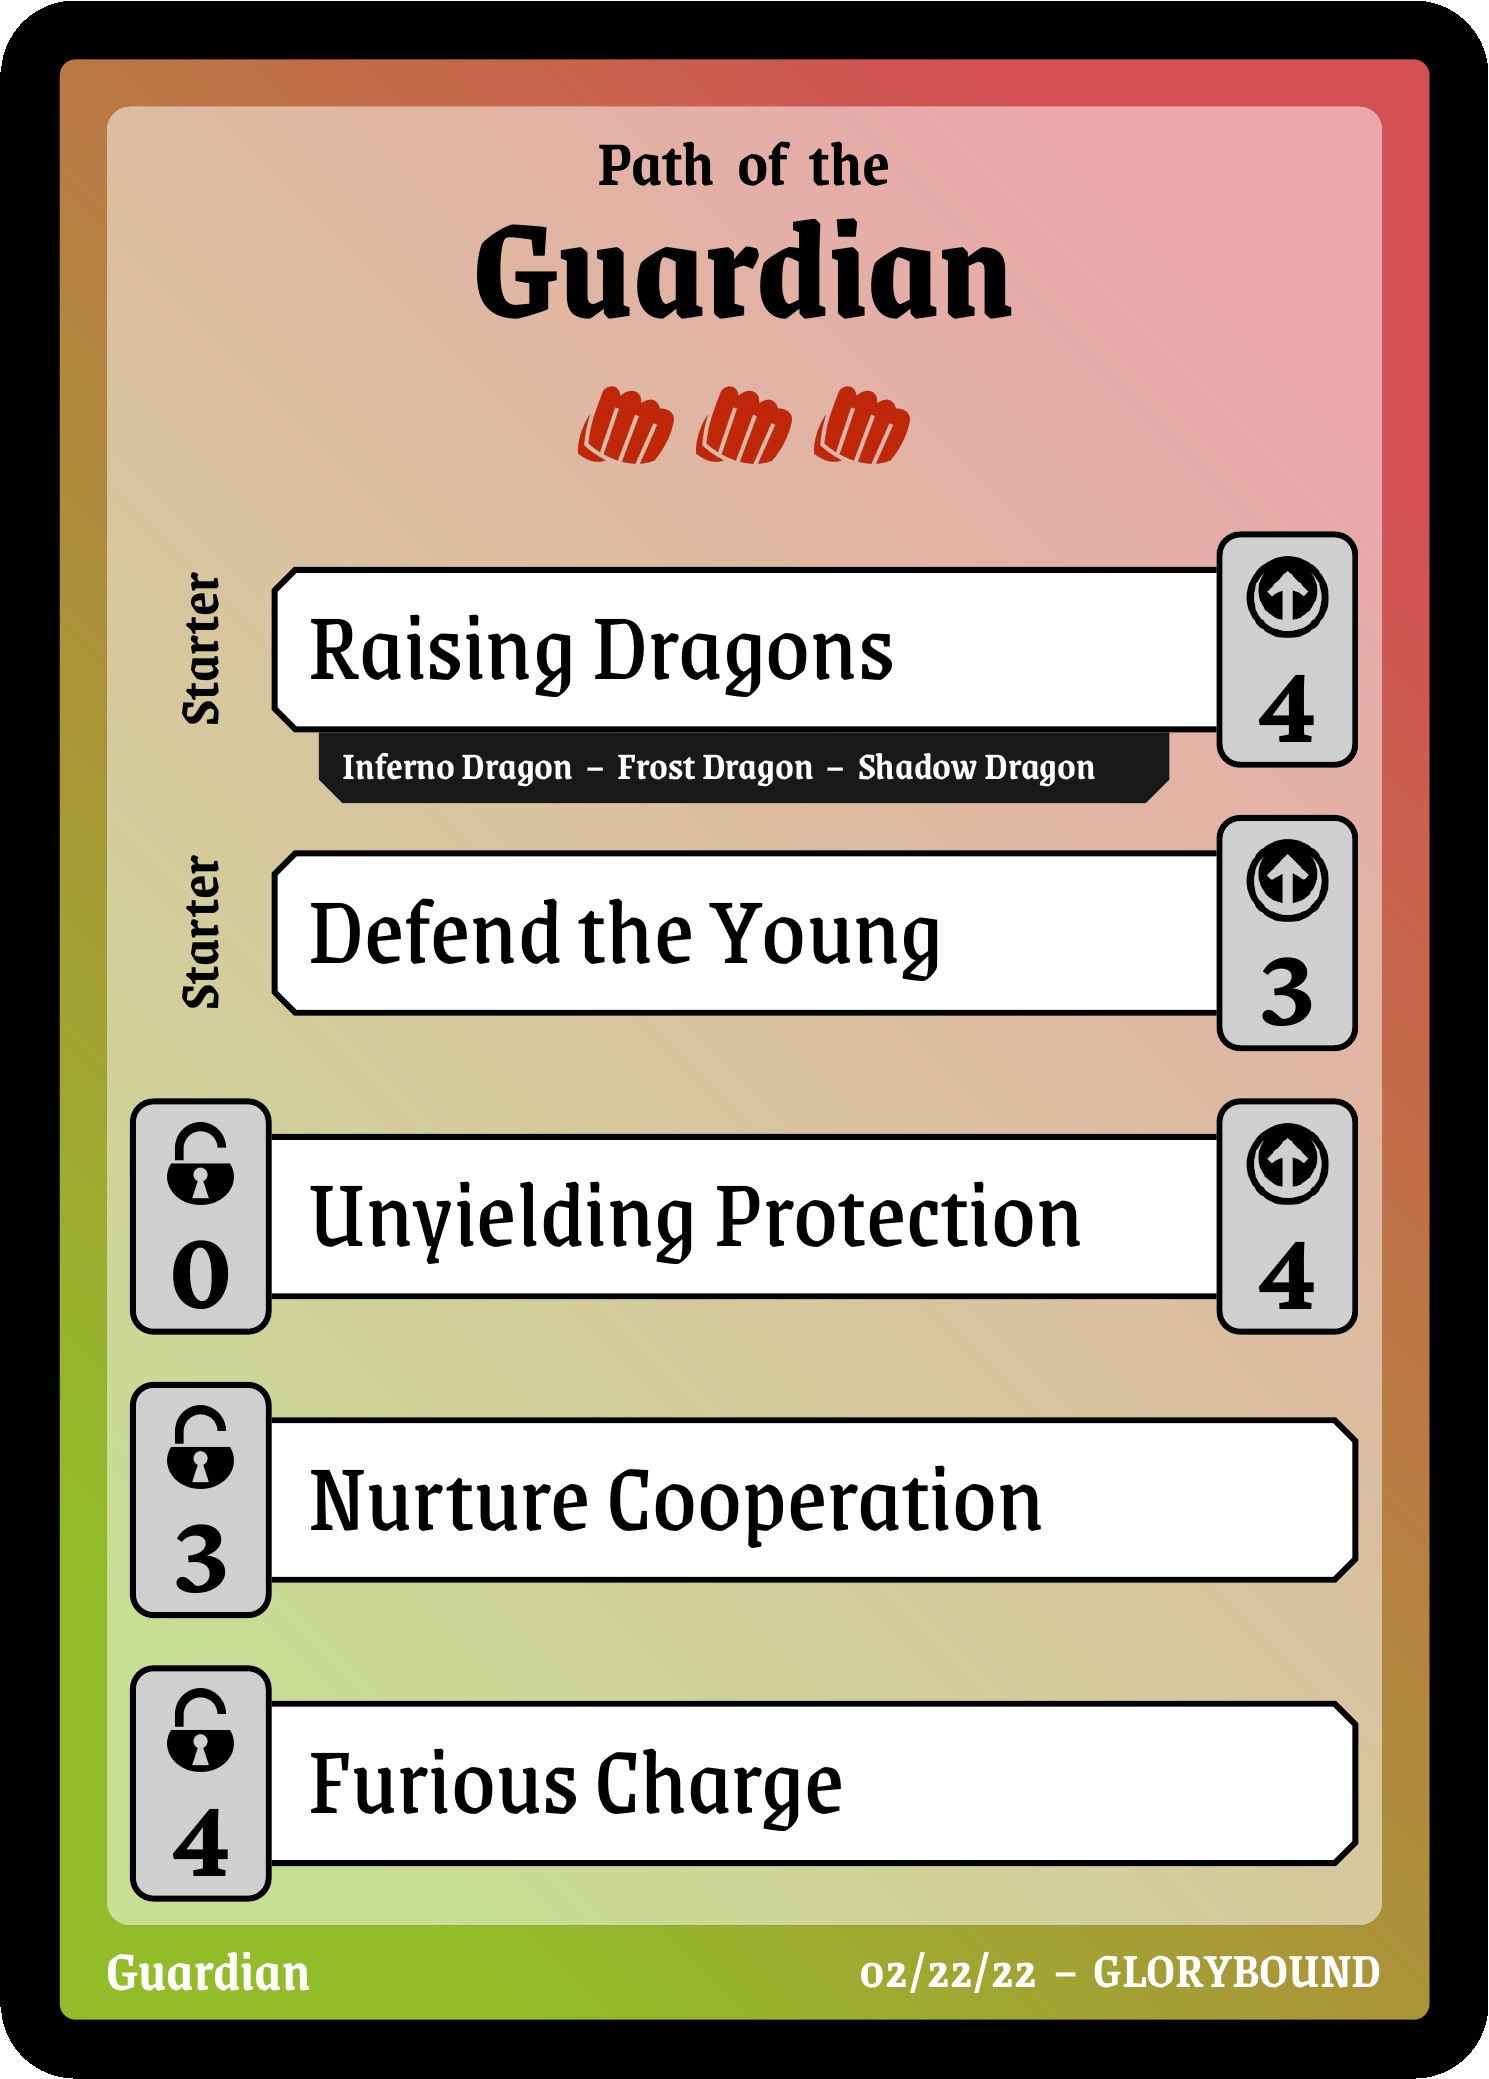 Path of the
Guardian
Starter
Raising Dragons
4
Inferno Dragon – Frost Dragon – Shadow Dragon
Starter
Defend the Young
3
0
Unyielding Protection
4
3
Nurture Cooperation
4
Furious Charge
Guardian
02/22/22 – GLORYBOUND